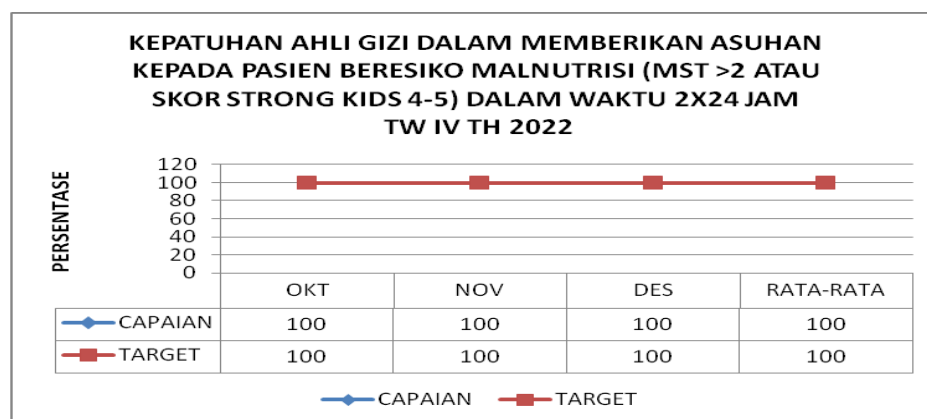 KEPATUHAN AHLI GIZI DALAM MEMBERIKAN ASUHAN
KEPADA PASIEN BERESIKO MALNUTRISI (MST >2 ATAU
SKOR STRONG KIDS 4-5) DALAM WAKTU 2X24 JAM
TW IV TH 2022
PERSENTASE
120
100
80
60
40
20
0
OKT NOV DES RATA-RATA
CAPAIAN 100 100 100 100
TARGET 100 100 100 100
CAPAIAN TARGET